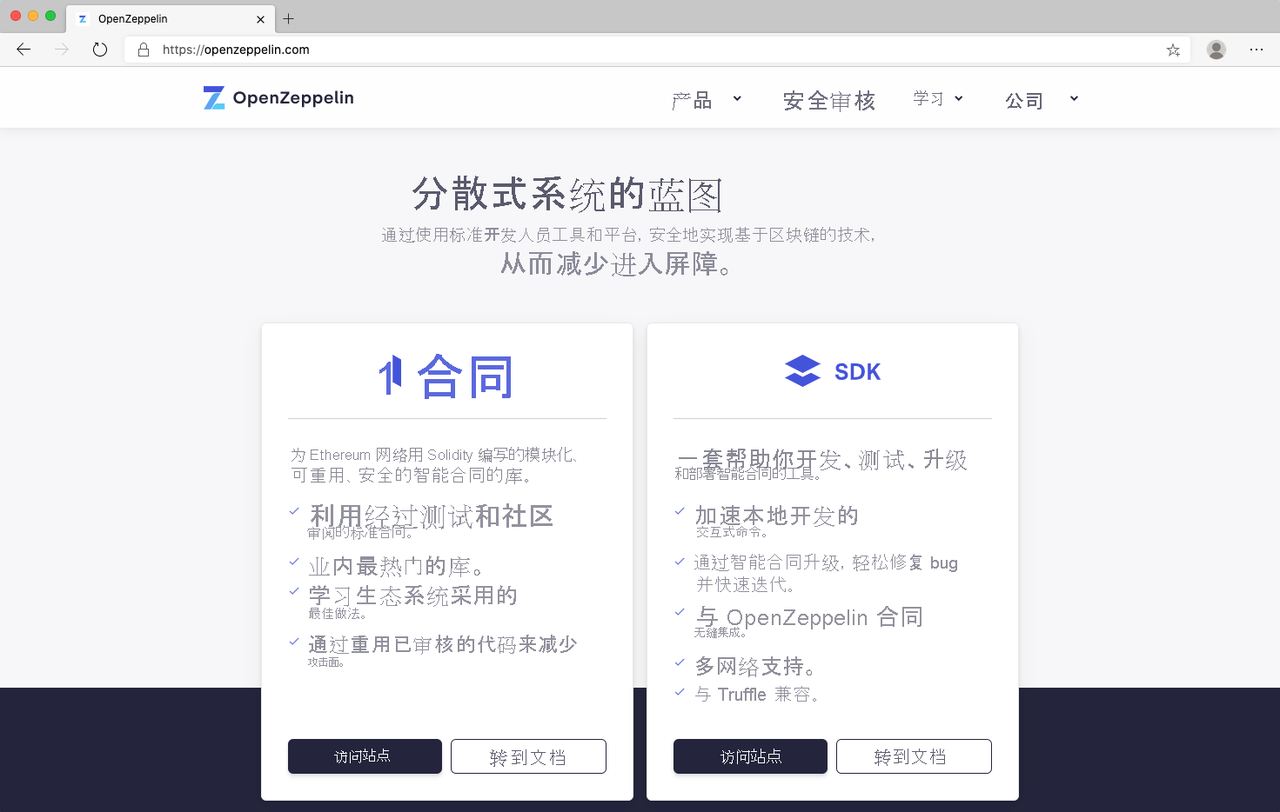 OpenZeppelin
https://openzeppelin.com
OpenZeppelin
产品 安全审核 学习 公司
分散式系统的蓝图
通过使用标准开发人员工具和平台, 安全地实现基于区块链的技术,
从而减少进入屏障。
合同
为 Ethereum 网络用 Solidity 编写的模块化、
可重用、安全的智能合同的库。
利用经过测试和社区
审阅的标准合同。
业内最热门的库。
学习生态系统采用的
最佳做法。
通过重用已审核的代码来减少
攻击面。
访问站点 转到文档
SDK
一套帮助你开发、测试、升级
和部署智能合同的工具。
加速本地开发的
交互式命令。
通过智能合同升级, 轻松修复 bug
并快速迭代。
与 OpenZeppelin 合同
无缝集成。
多网络支持。
与 Truffle 兼容。
访问站点 转到文档